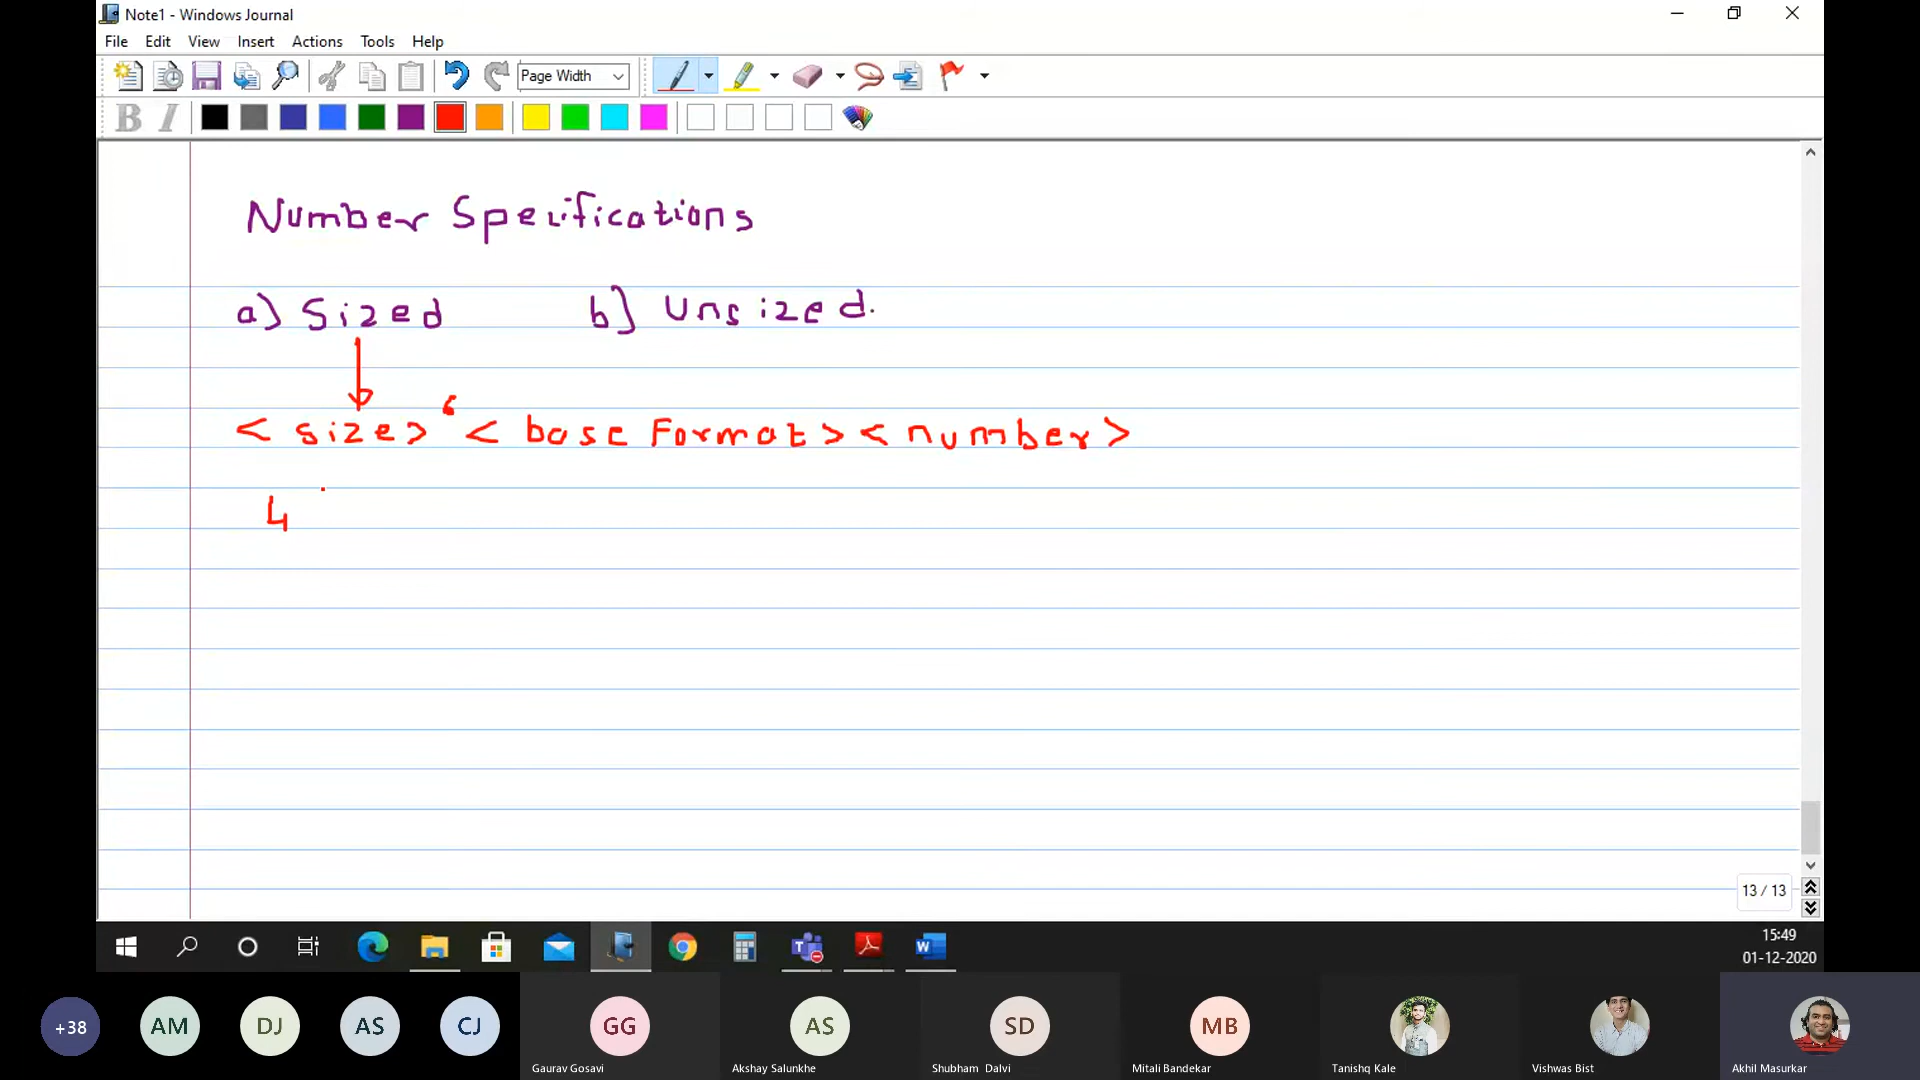 Note1 - Windows Journal
File Edit View Insert Actions Tools Help
Page Width
B I
Number Specifications
a) Sized b) Unsized.
< size> ' < base Format> < number>
4
13 / 13
15:49
01-12-2020
+38 AM DJ AS CJ GG AS SD MB
Gaurav Gosavi Akshay Salunkhe Shubham Dalvi Mitali Bandekar Tanishq Kale Vishwas Bist Akhil Masurkar